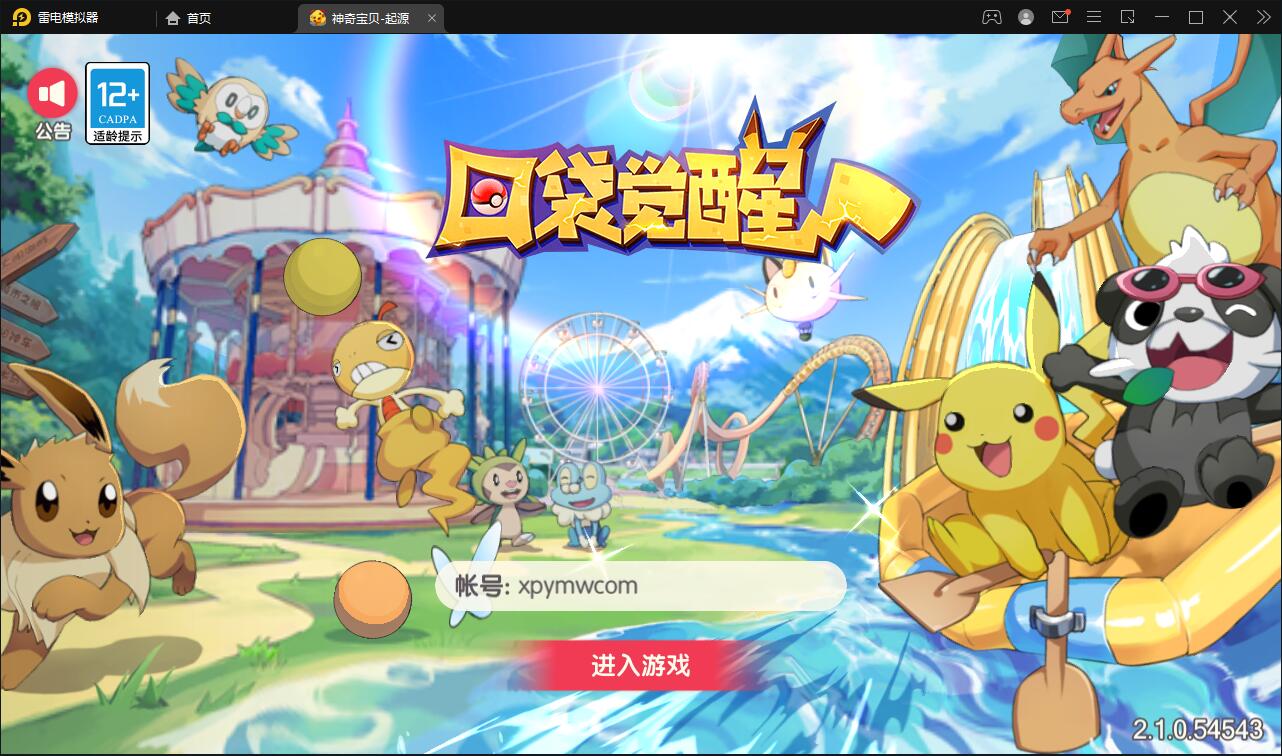 雷电模拟器
首页
神奇宝贝-起源
公告
12+
CADPA
适龄提示
口袋觉醒
帐号: xpymwcom
进入游戏
2.1.0.54543